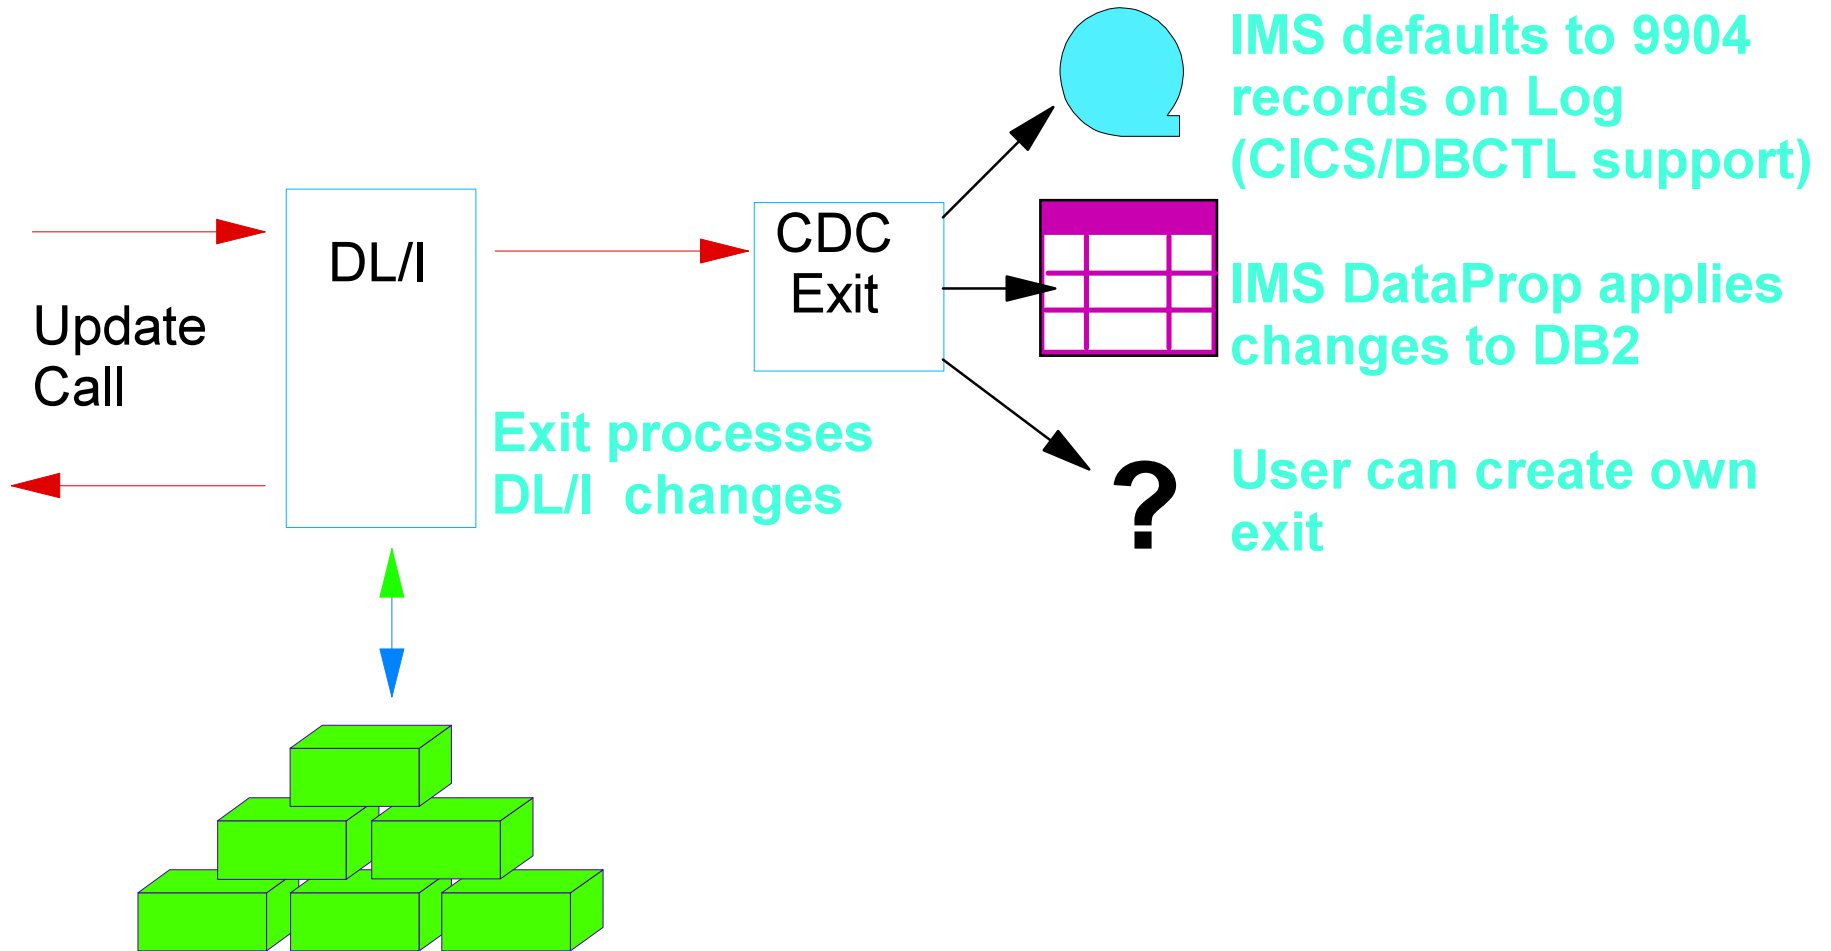 IMS defaults to 9904
records on Log
(CICS/DBCTL support)
DL/I
CDC
Exit
Update
Call
IMS DataProp applies
changes to DB2
Exit processes
DL/I changes
?
User can create own
exit